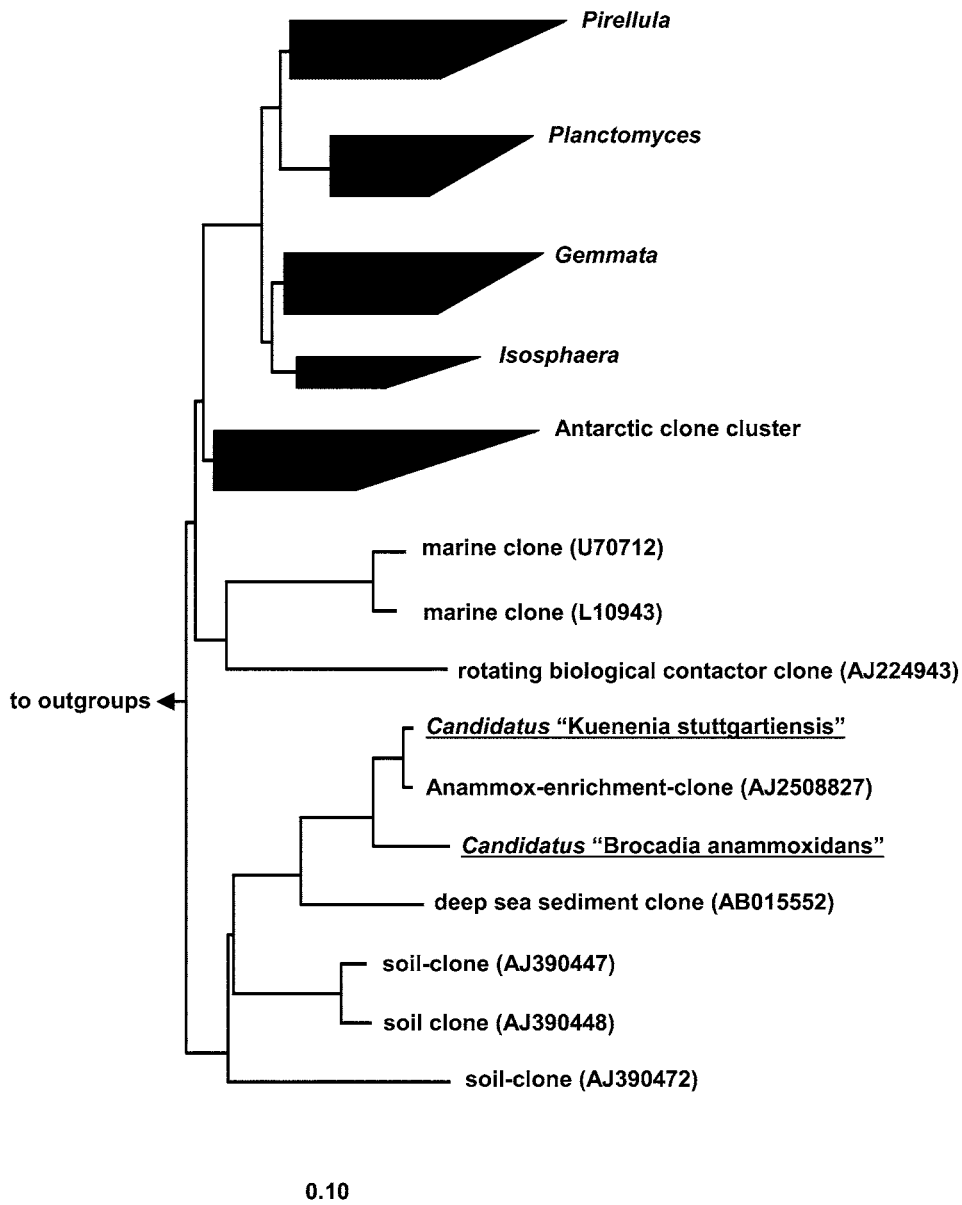 Pirellula
Planctomyces
Gemmata
Isosphaera
Antarctic clone cluster
marine clone (U70712)
marine clone (L10943)
rotating biological contactor clone (AJ224943)
to outgroups
Candidatus “Kuenenia stuttgartiensis”
Anammox-enrichment-clone (AJ2508827)
Candidatus “Brocadia anammoxidans”
deep sea sediment clone (AB015552)
soil-clone (AJ390447)
soil clone (AJ390448)
soil-clone (AJ390472)
0.10